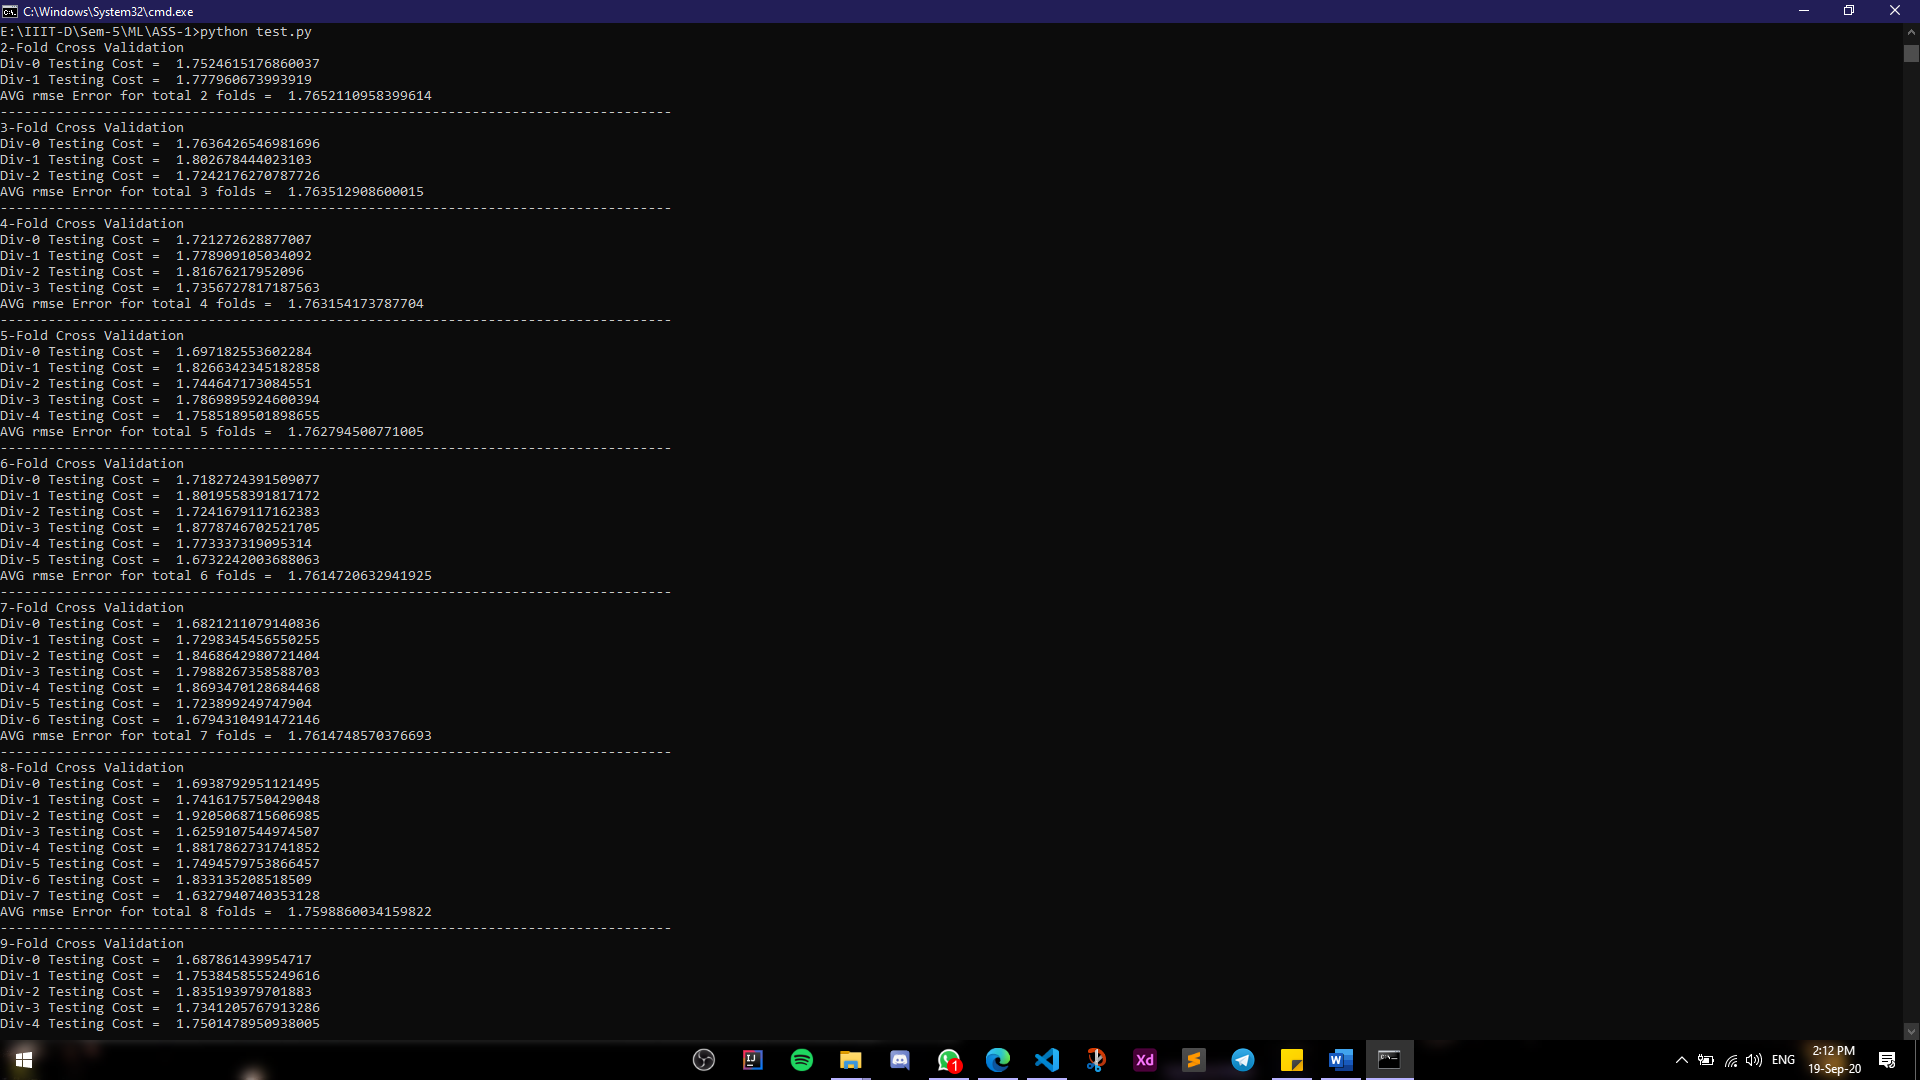 C:\Windows\System32\cmd.exe
E:\IIIT-D\Sem-5\ML\ASS-1>python test.py
2-Fold Cross Validation
Div-0 Testing Cost =  1.7524615176860037
Div-1 Testing Cost =  1.777960673993919
AVG rmse Error for total 2 folds =  1.7652110958399614
------------------------------------------------------------------------------------
3-Fold Cross Validation
Div-0 Testing Cost =  1.7636426546981696
Div-1 Testing Cost =  1.802678444023103
Div-2 Testing Cost =  1.7242176270787726
AVG rmse Error for total 3 folds =  1.763512908600015
------------------------------------------------------------------------------------
4-Fold Cross Validation
Div-0 Testing Cost =  1.721272628877007
Div-1 Testing Cost =  1.778909105034092
Div-2 Testing Cost =  1.81676217952096
Div-3 Testing Cost =  1.7356727817187563
AVG rmse Error for total 4 folds =  1.763154173787704
------------------------------------------------------------------------------------
5-Fold Cross Validation
Div-0 Testing Cost =  1.697182553602284
Div-1 Testing Cost =  1.8266342345182858
Div-2 Testing Cost =  1.744647173084551
Div-3 Testing Cost =  1.7869895924600394
Div-4 Testing Cost =  1.7585189501898655
AVG rmse Error for total 5 folds =  1.762794500771005
------------------------------------------------------------------------------------
6-Fold Cross Validation
Div-0 Testing Cost =  1.7182724391509077
Div-1 Testing Cost =  1.8019558391817172
Div-2 Testing Cost =  1.7241679117162383
Div-3 Testing Cost =  1.8778746702521705
Div-4 Testing Cost =  1.773337319095314
Div-5 Testing Cost =  1.6732242003688063
AVG rmse Error for total 6 folds =  1.7614720632941925
------------------------------------------------------------------------------------
7-Fold Cross Validation
Div-0 Testing Cost =  1.6821211079140836
Div-1 Testing Cost =  1.7298345456550255
Div-2 Testing Cost =  1.8468642980721404
Div-3 Testing Cost =  1.7988267358588703
Div-4 Testing Cost =  1.8693470128684468
Div-5 Testing Cost =  1.723899249747904
Div-6 Testing Cost =  1.6794310491472146
AVG rmse Error for total 7 folds =  1.7614748570376693
------------------------------------------------------------------------------------
8-Fold Cross Validation
Div-0 Testing Cost =  1.6938792951121495
Div-1 Testing Cost =  1.7416175750429048
Div-2 Testing Cost =  1.9205068715606985
Div-3 Testing Cost =  1.6259107544974507
Div-4 Testing Cost =  1.8817862731741852
Div-5 Testing Cost =  1.7494579753866457
Div-6 Testing Cost =  1.833135208518509
Div-7 Testing Cost =  1.6327940740353128
AVG rmse Error for total 8 folds =  1.7598860034159822
------------------------------------------------------------------------------------
9-Fold Cross Validation
Div-0 Testing Cost =  1.687861439954717
Div-1 Testing Cost =  1.7538458555249616
Div-2 Testing Cost =  1.835193979701883
Div-3 Testing Cost =  1.7341205767913286
Div-4 Testing Cost =  1.7501478950938005
1
Xd
ENG
2:12 PM
19-Sep-20